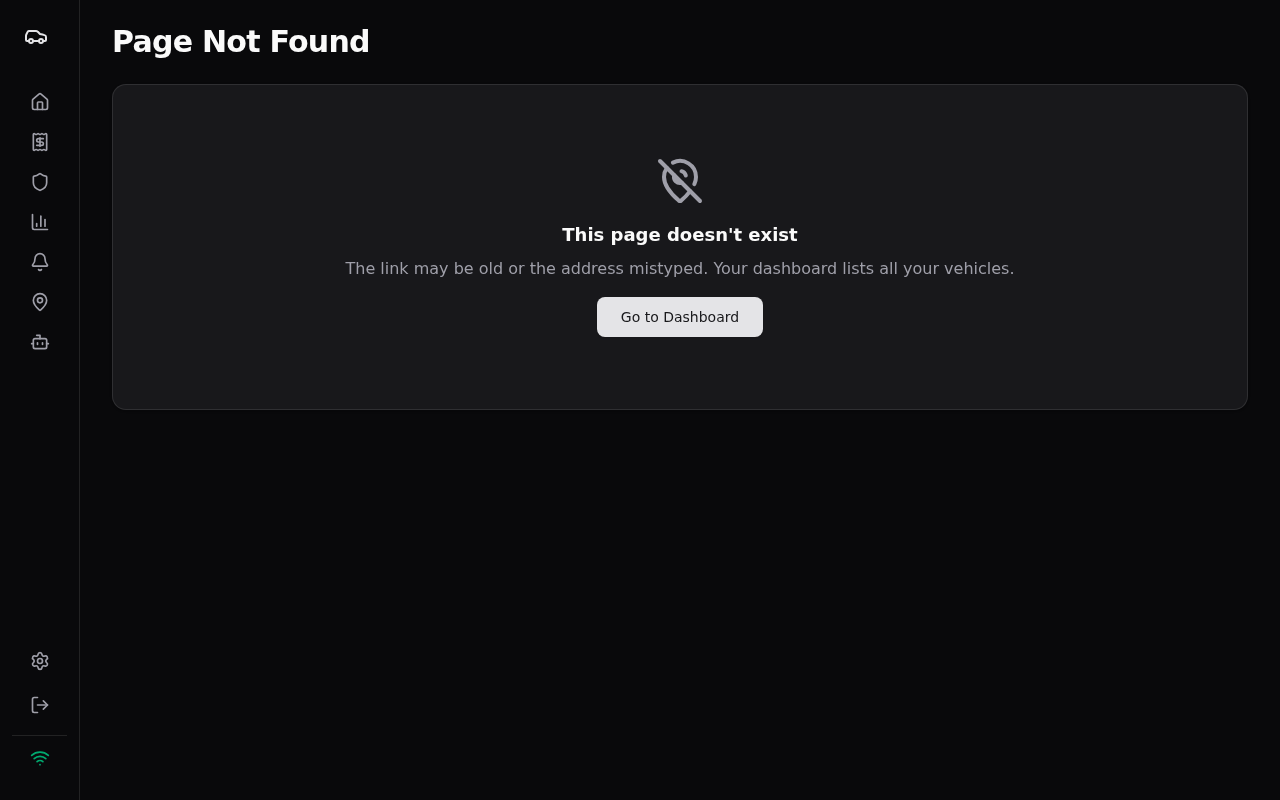 Page Not Found
This page doesn't exist
The link may be old or the address mistyped. Your dashboard lists all your vehicles.
Go to Dashboard